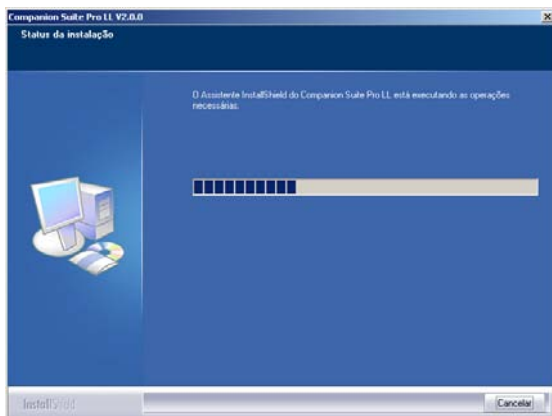 Companion Suite Pro LL V2.0.0
Status da instalação
O Assistente InstallShield do Companion Suite Pro LL está executando as operações
necessárias.
InstallShield
Cancelar